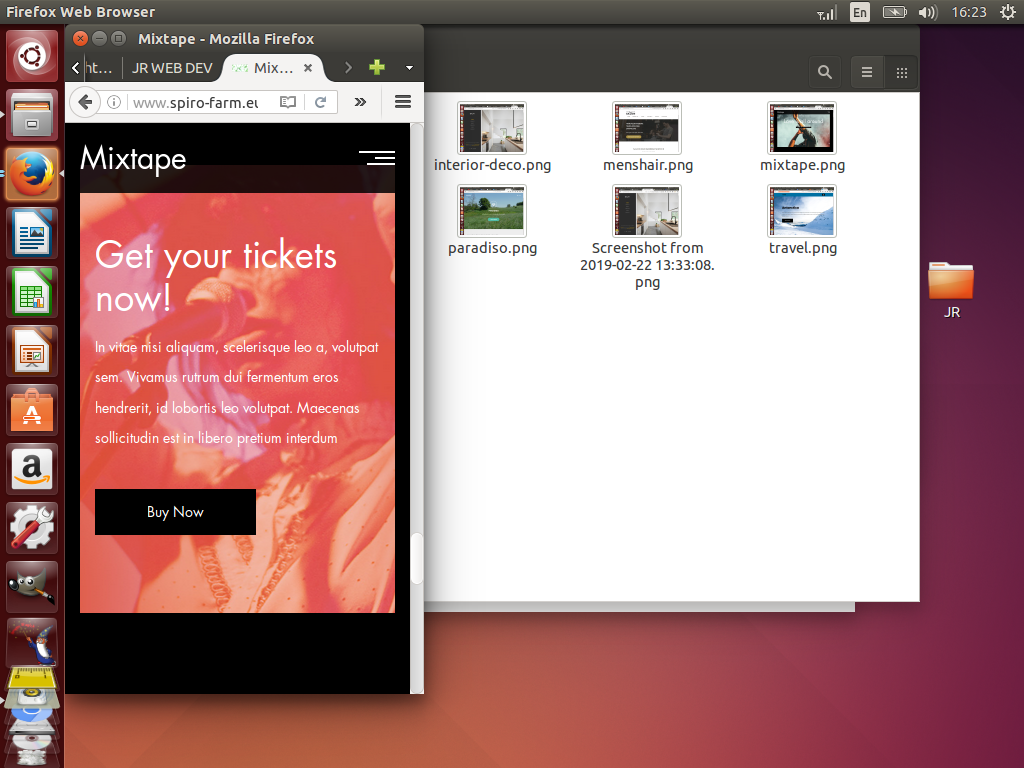 Firefox Web Browser
En
16:23
Mixtape - Mozilla Firefox
ht...
JR WEB DEV
Mix...
www.spiro-farm.eu
Mixtape
Get your tickets
now!
In vitae nisi aliquam, scelerisque leo a, volutpat
sem. Vivamus rutrum dui fermentum eros
hendrerit, id lobortis leo volutpat. Maecenas
sollicitudin est in libero pretium interdum
Buy Now
interior-deco.png
menshair.png
mixtape.png
paradiso.png
Screenshot from
2019-02-22 13:33:08.
png
travel.png
JR